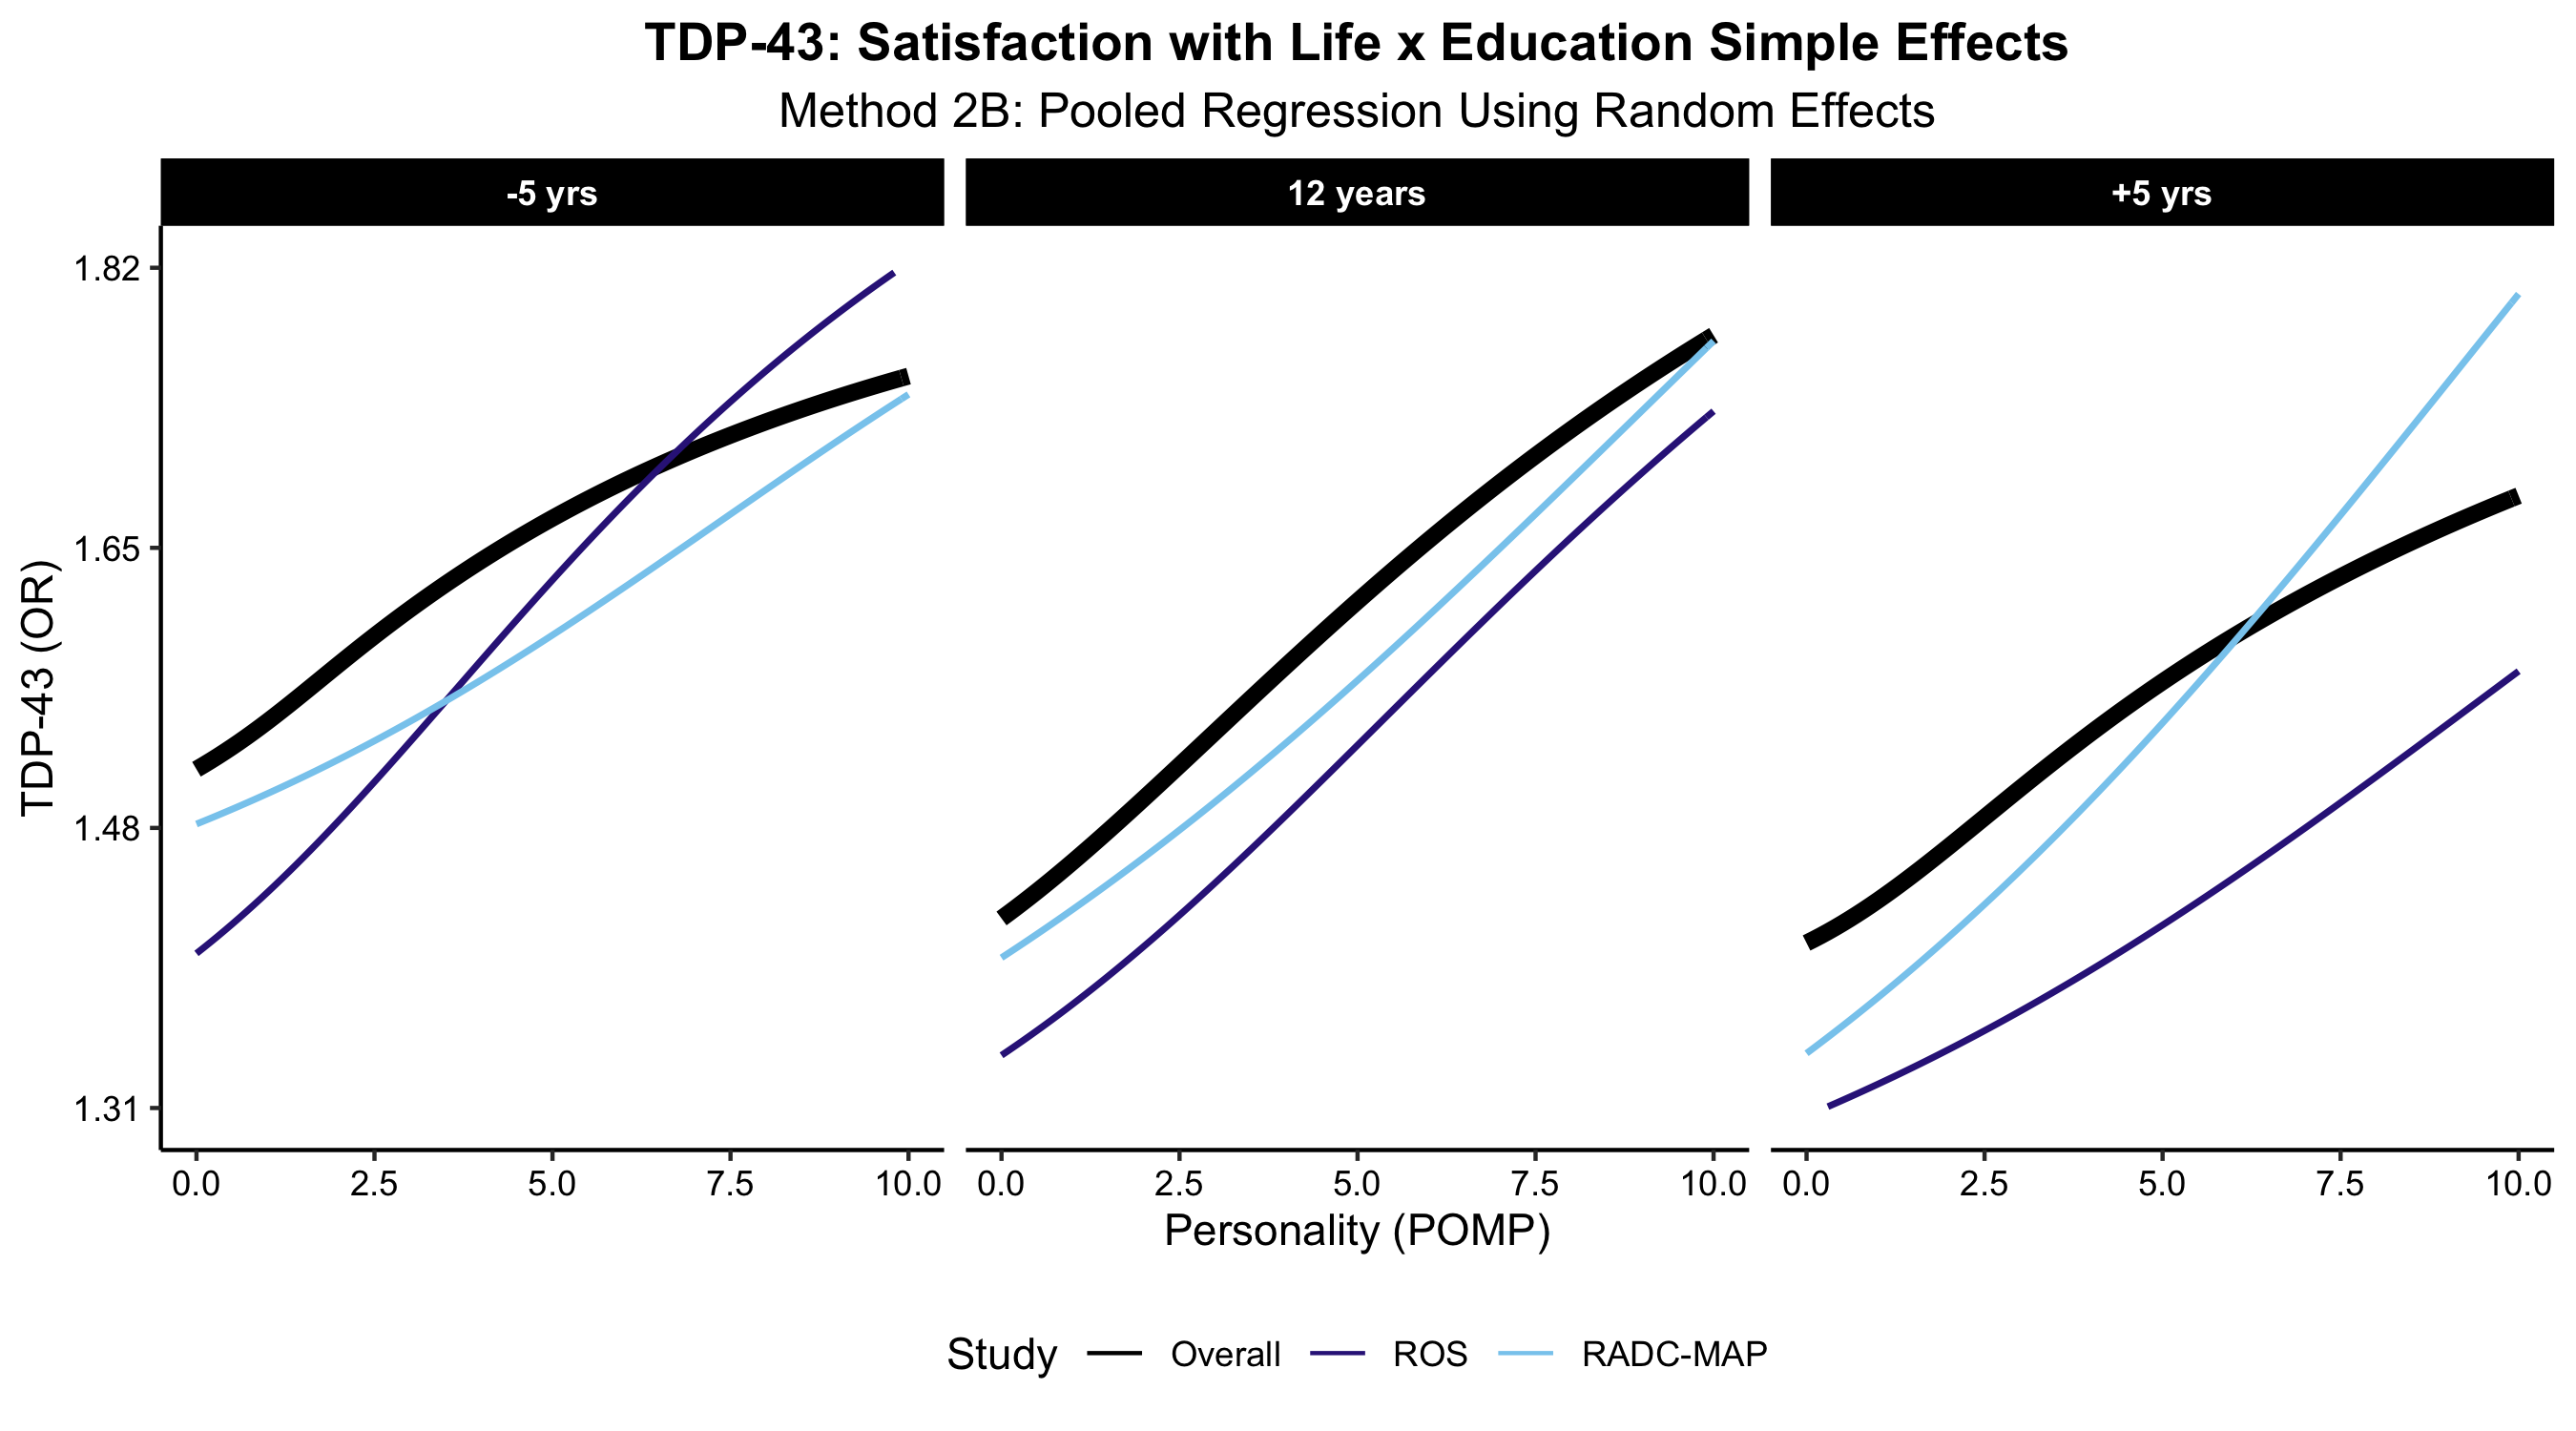 TDP-43: Satisfaction with Life x Education Simple Effects
Method 2B: Pooled Regression Using Random Effects
-5 yrs 12 years +5 yrs
TDP-43 (OR)
1.82
1.65
1.48
1.31
0.0 2.5 5.0 7.5 10.0 0.0 2.5 5.0 7.5 10.0 0.0 2.5 5.0 7.5 10.0
Personality (POMP)
Study Overall ROS RADC-MAP